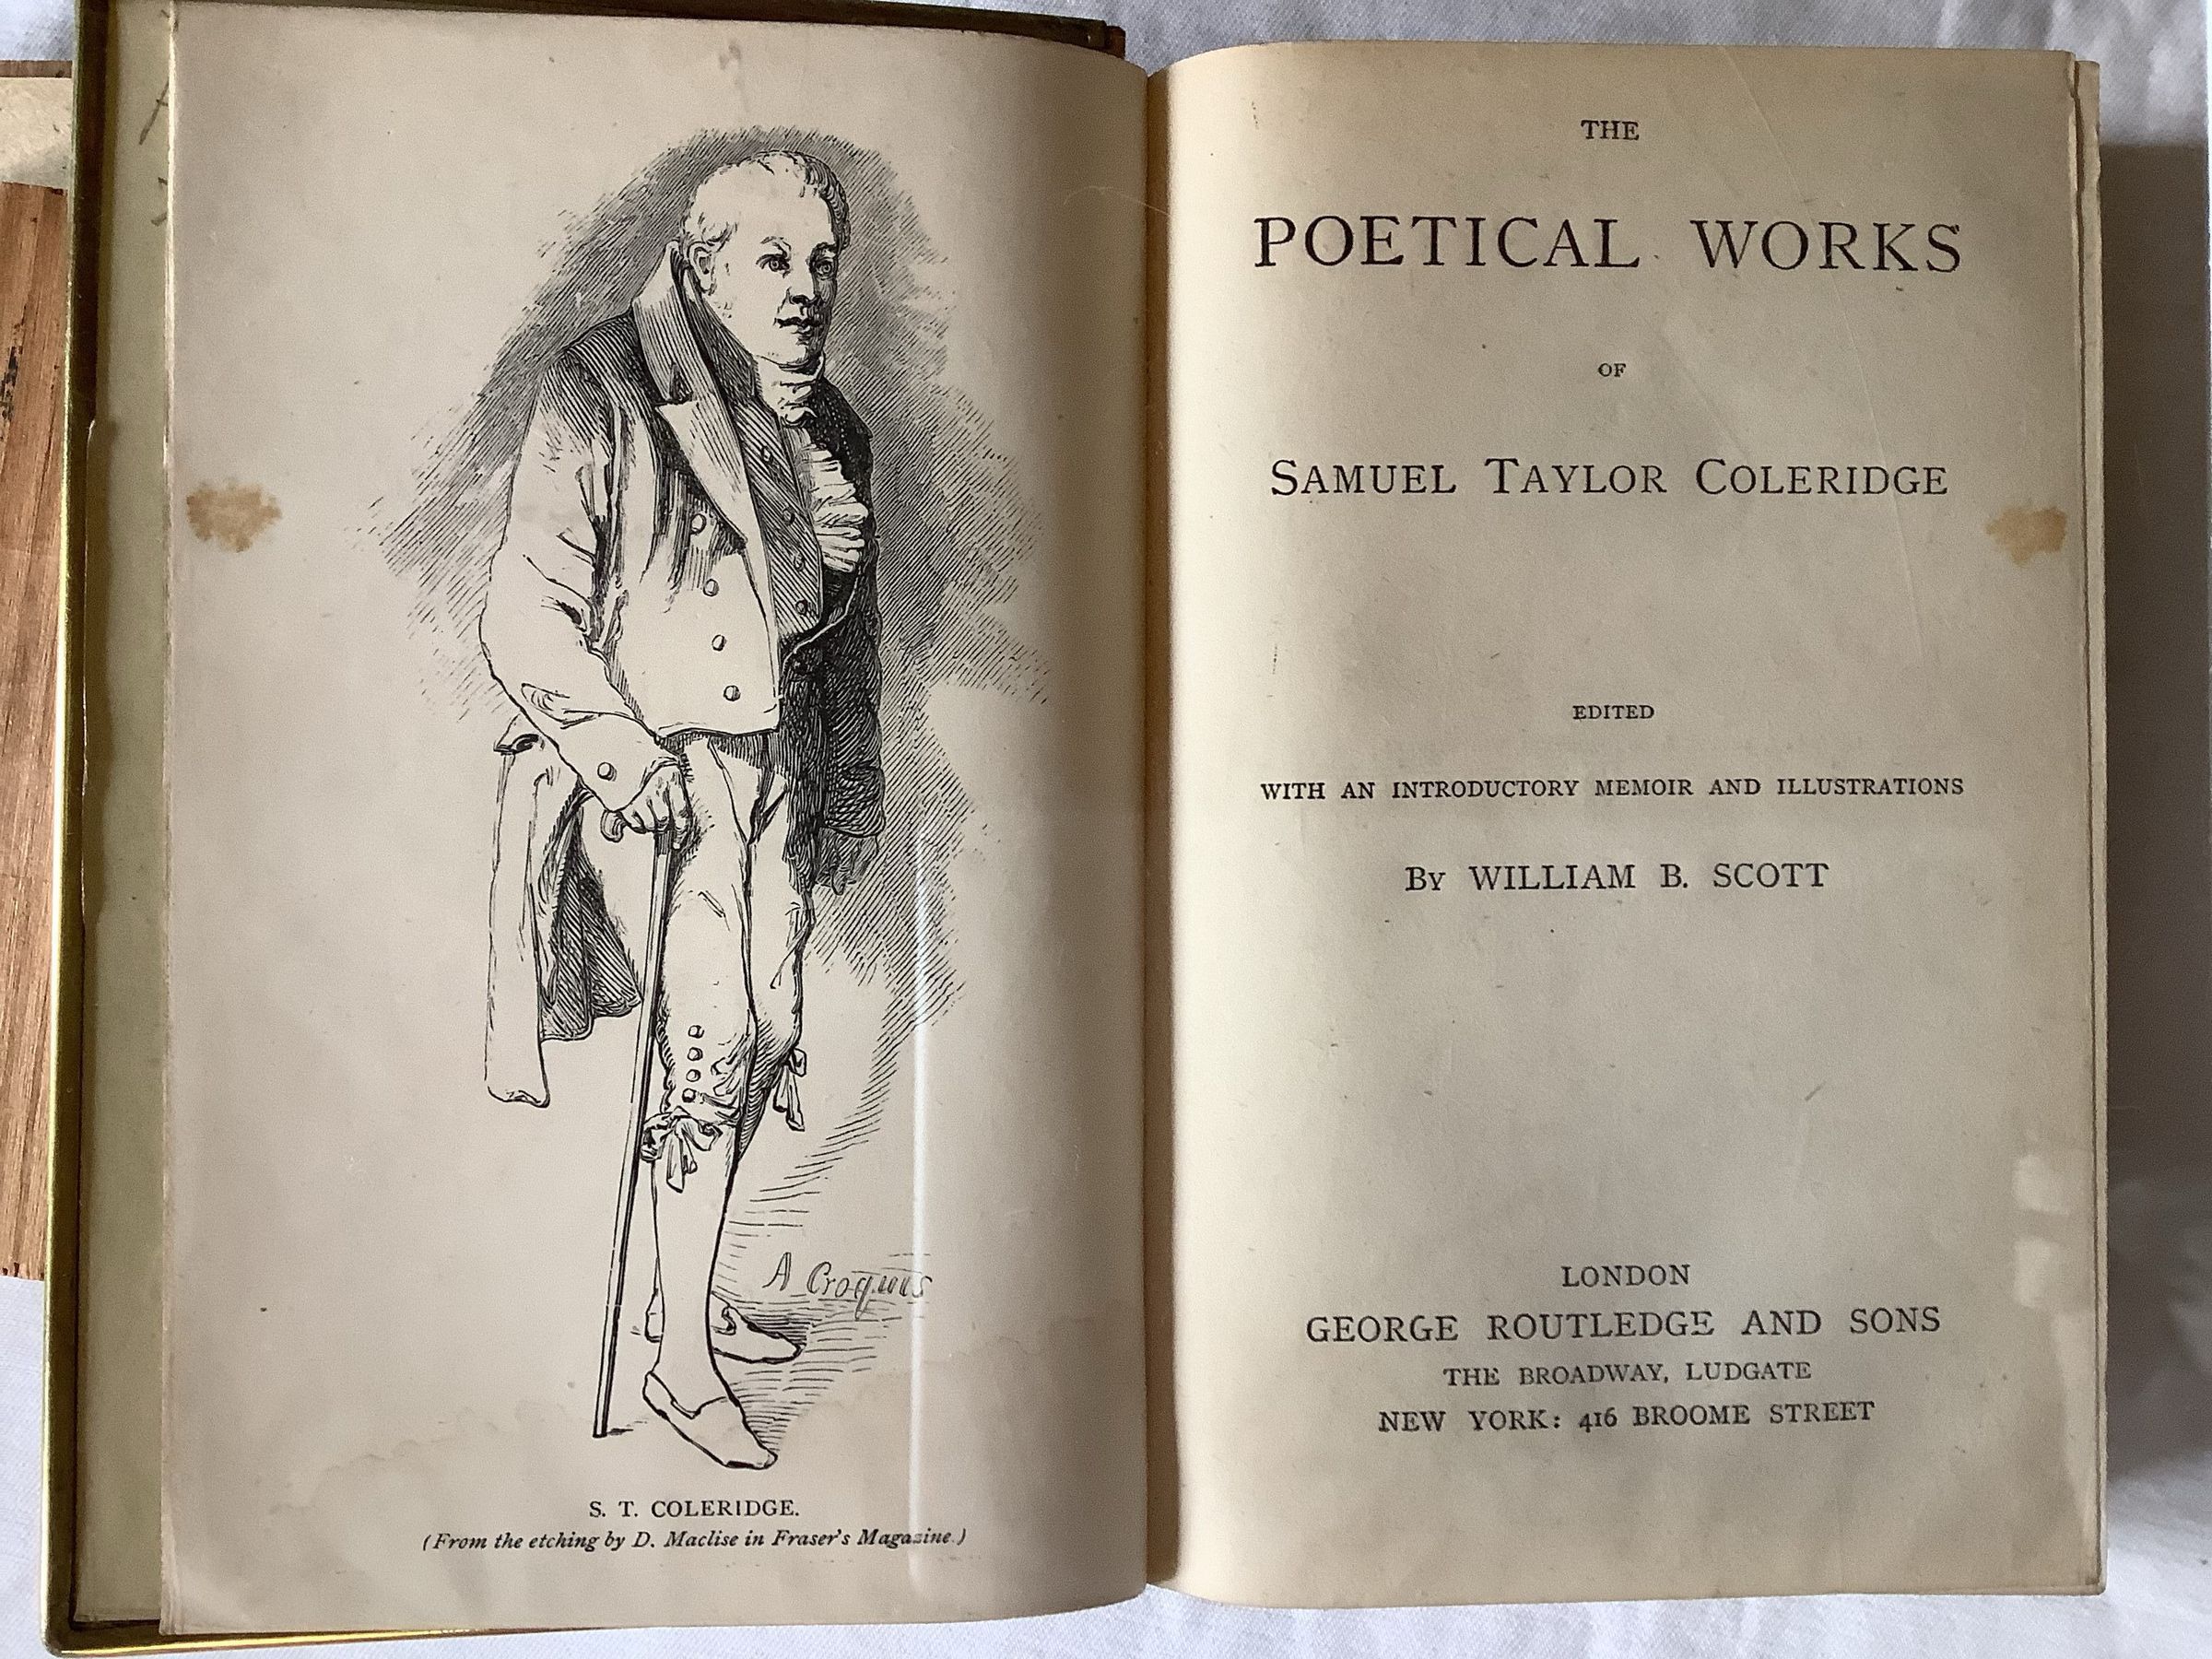 A Croquis
S. T. COLERIDGE.
(From the etching by D. Maclise in Fraser's Magazine.)
THE
POETICAL WORKS
OF
SAMUEL TAYLOR COLERIDGE
EDITED
WITH AN INTRODUCTORY MEMOIR AND ILLUSTRATIONS
By WILLIAM B. SCOTT
LONDON
GEORGE ROUTLEDGE AND SONS
THE BROADWAY, LUDGATE
NEW YORK: 416 BROOME STREET